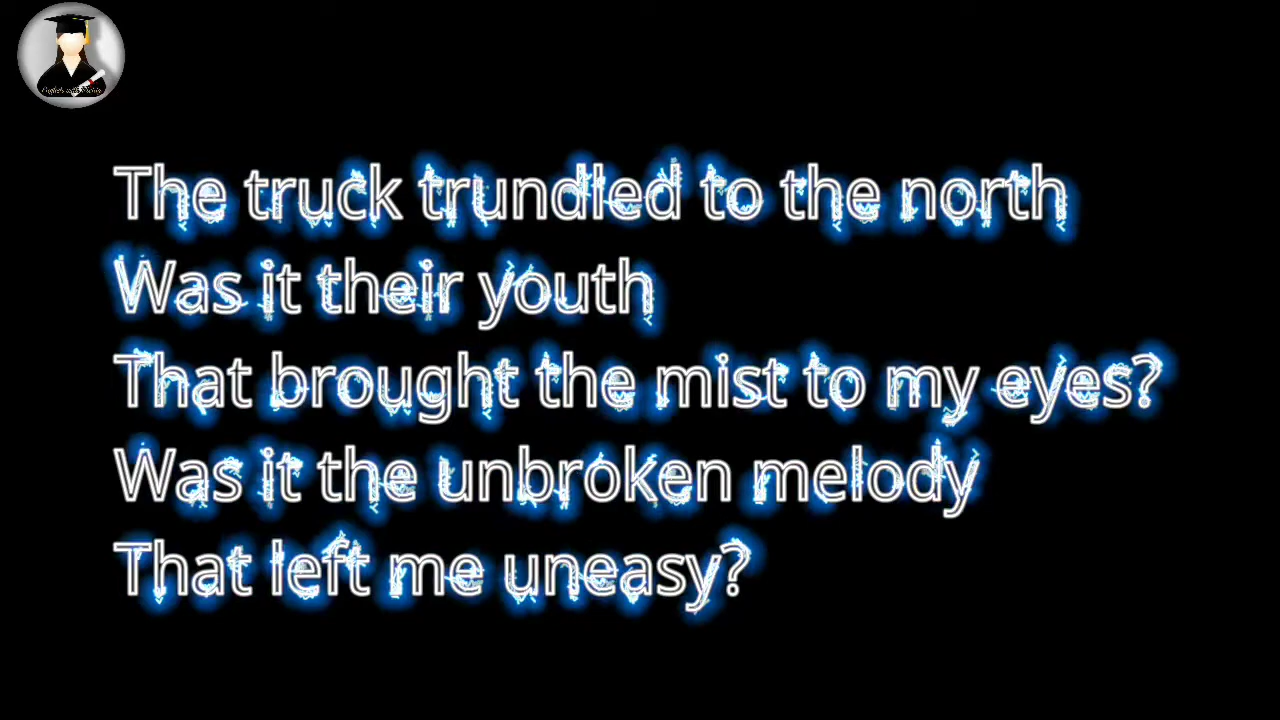 The truck trundled to the north
Was it their youth
That brought the mist to my eyes?
Was it the unbroken melody
That left me uneasy?